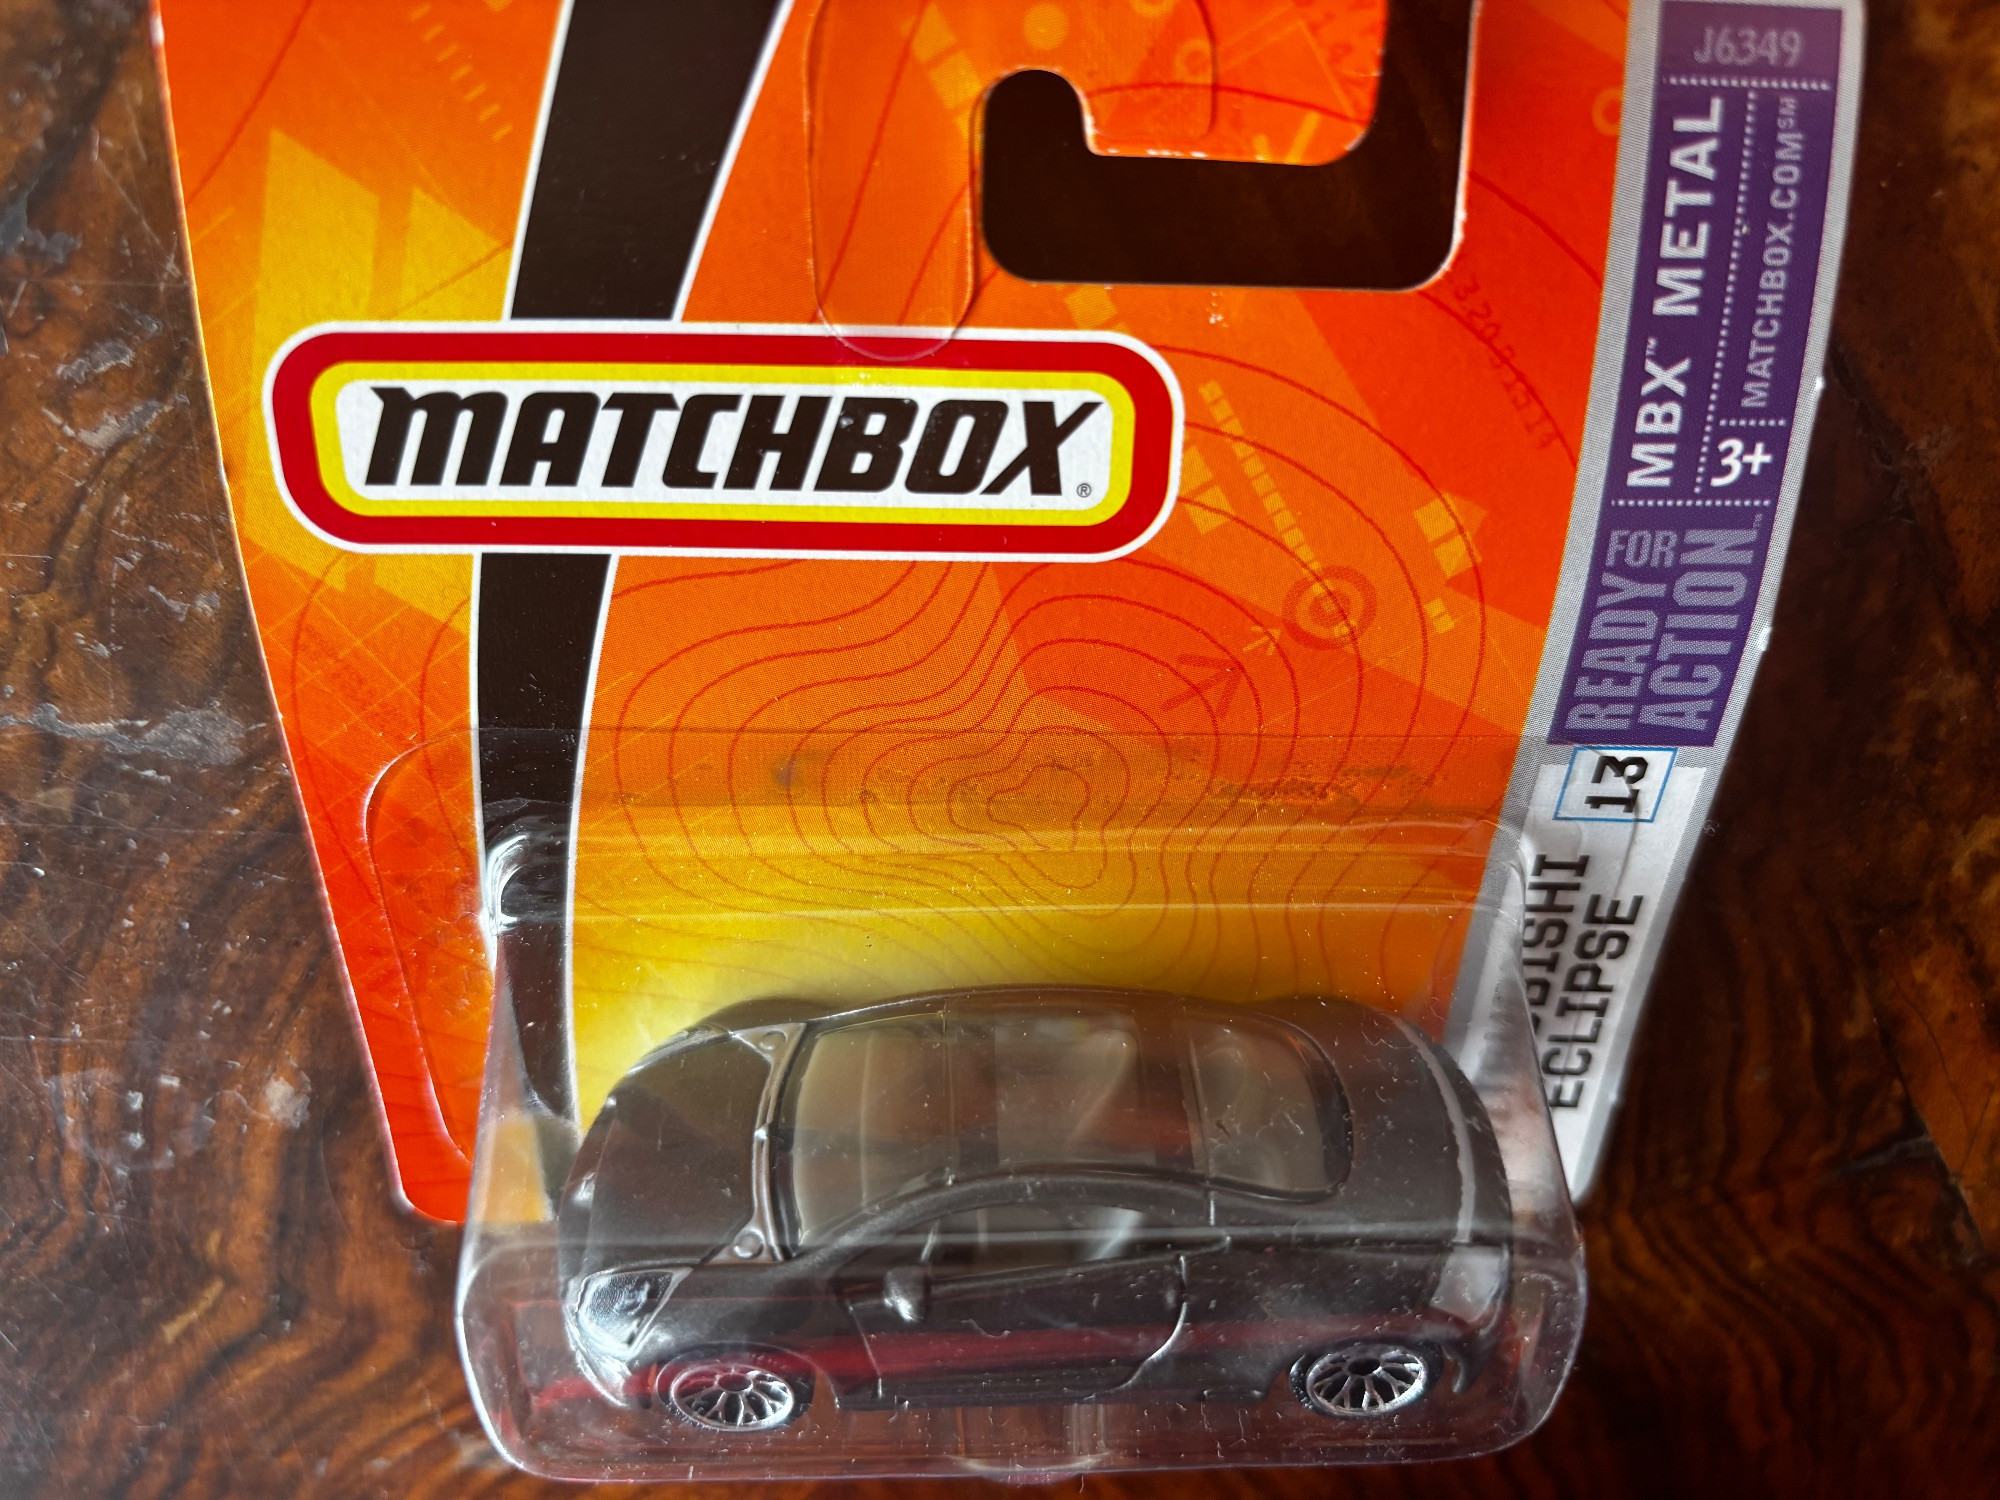 MATCHBOX®
J6349
MBX™ METAL
MATCHBOX.COM℠
3+
READY FOR
ACTION™
13
ECLIPSE